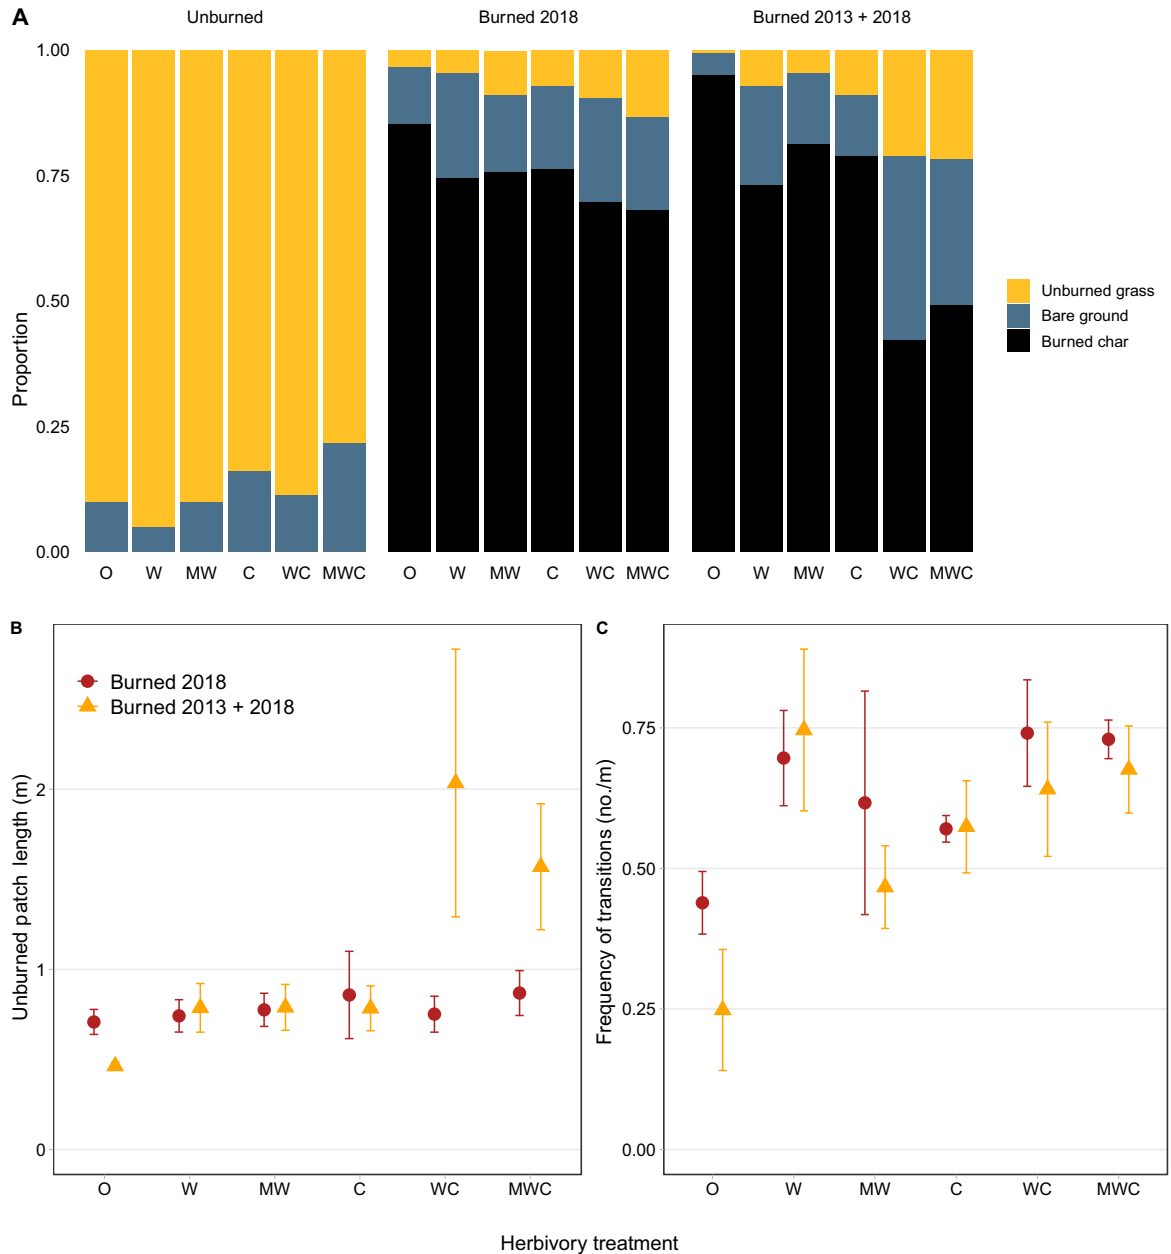 A
Unburned
Burned 2018
Burned 2013 + 2018
1.00
0.75
0.50
0.25
0.00
Proportion
O W MW C WC MWC
O W MW C WC MWC
O W MW C WC MWC
Unburned grass
Bare ground
Burned char
B
Burned 2018
Burned 2013 + 2018
Unburned patch length (m)
2
1
0
O W MW C WC MWC
C
Frequency of transitions (no./m)
0.75
0.50
0.25
0.00
O W MW C WC MWC
Herbivory treatment